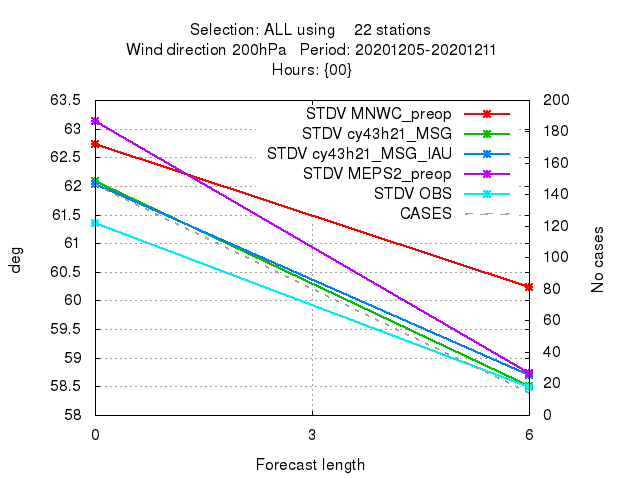 Selection: ALL using    22 stations
Wind direction 200hPa   Period: 20201205-20201211
Hours: {00}
63.5
63
62.5
62
61.5
61
60.5
60
59.5
59
58.5
58
deg
STDV MNWC_preop
STDV cy43h21_MSG
STDV cy43h21_MSG_IAU
STDV MEPS2_preop
STDV OBS
CASES
200
180
160
140
120
100
80
60
40
20
0
No cases
0 3 6
Forecast length